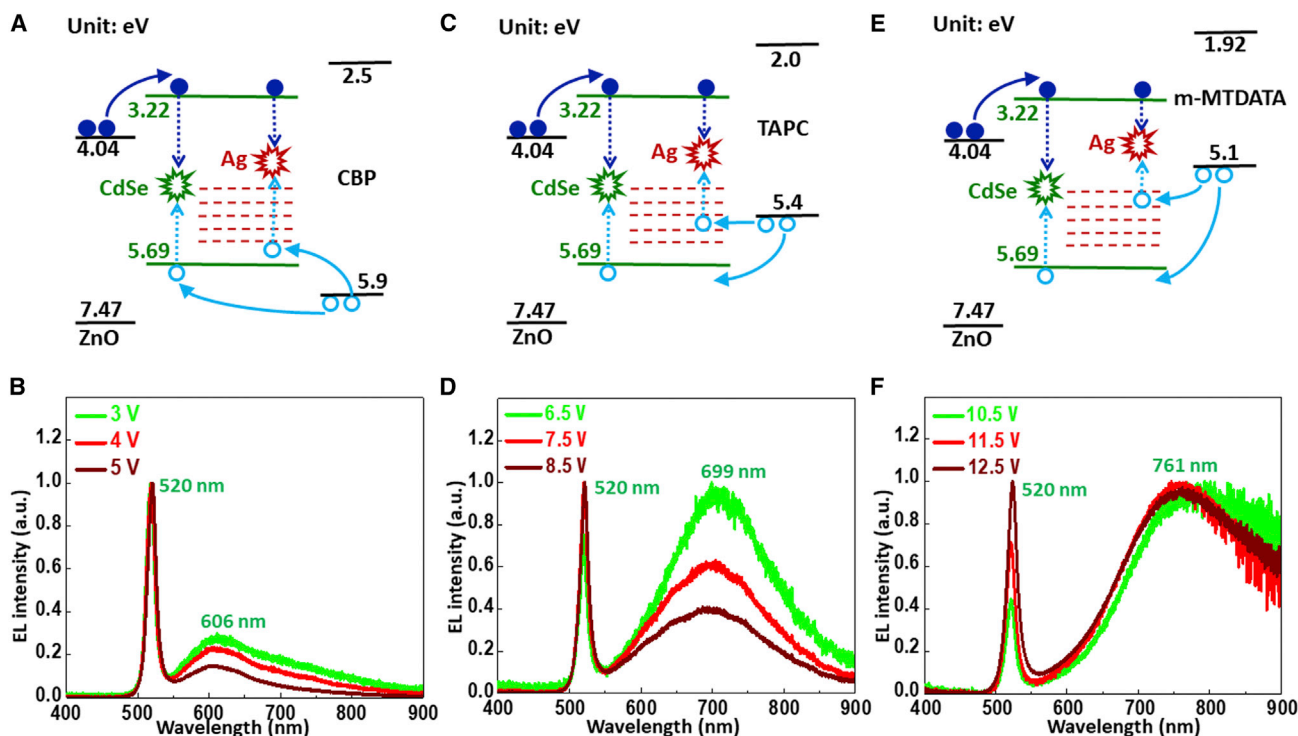 A
Unit: eV
2.5
3.22
4.04
Ag
CdSe
CBP
5.69
5.9
7.47
ZnO
C
Unit: eV
2.0
3.22
4.04
TAPC
Ag
CdSe
5.4
5.69
7.47
ZnO
E
Unit: eV
1.92
m-MTDATA
3.22
4.04
Ag
5.1
CdSe
5.69
7.47
ZnO
B
3 V
4 V
5 V
520 nm
606 nm
EL intensity (a.u.)
1.2
1.0
0.8
0.6
0.4
0.2
0.0
400 500 600 700 800 900
Wavelength (nm)
D
6.5 V
7.5 V
8.5 V
520 nm
699 nm
EL intensity (a.u.)
1.2
1.0
0.8
0.6
0.4
0.2
0.0
400 500 600 700 800 900
Wavelength (nm)
F
10.5 V
11.5 V
12.5 V
520 nm
761 nm
EL intensity (a.u.)
1.2
1.0
0.8
0.6
0.4
0.2
0.0
400 500 600 700 800 900
Wavelength (nm)